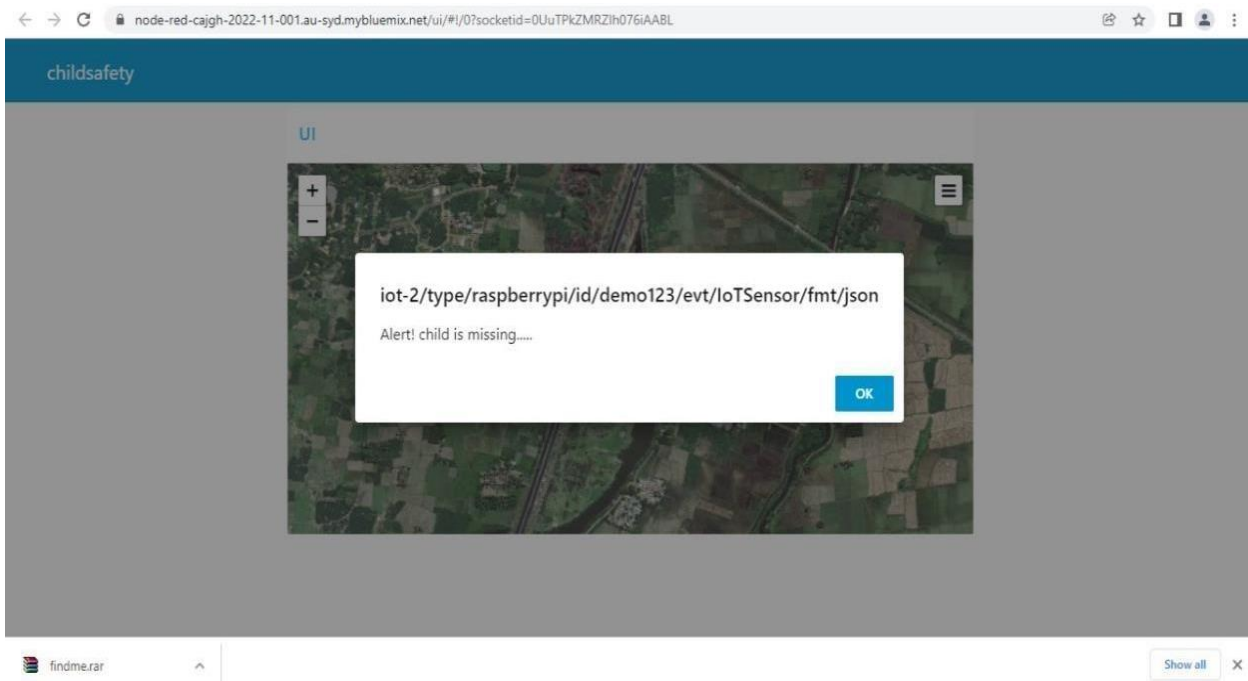 node-red-cajgh-2022-11-001.au-syd.mybluemix.net/ui/#!/0?socketid=0UuTPkZMRZIh076iAABL
childsafety
UI
+
−
iot-2/type/raspberrypi/id/demo123/evt/IoTSensor/fmt/json
Alert! child is missing.....
OK
findme.rar
Show all